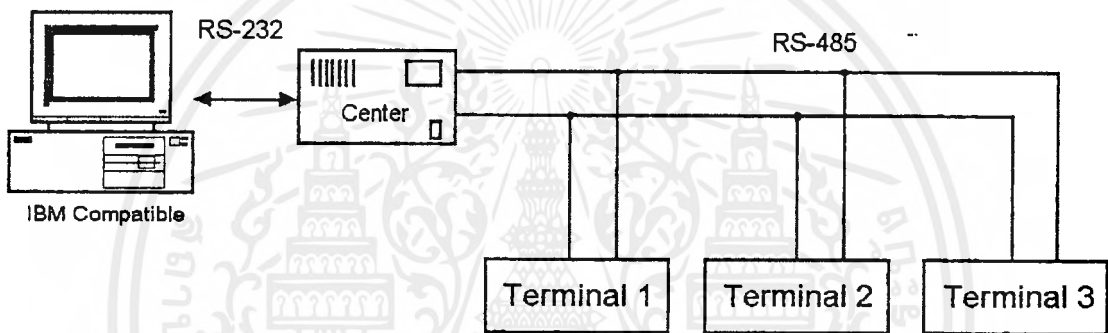 RS-232
RS-485
Center
IBM Compatible
Terminal 1
Terminal 2
Terminal 3